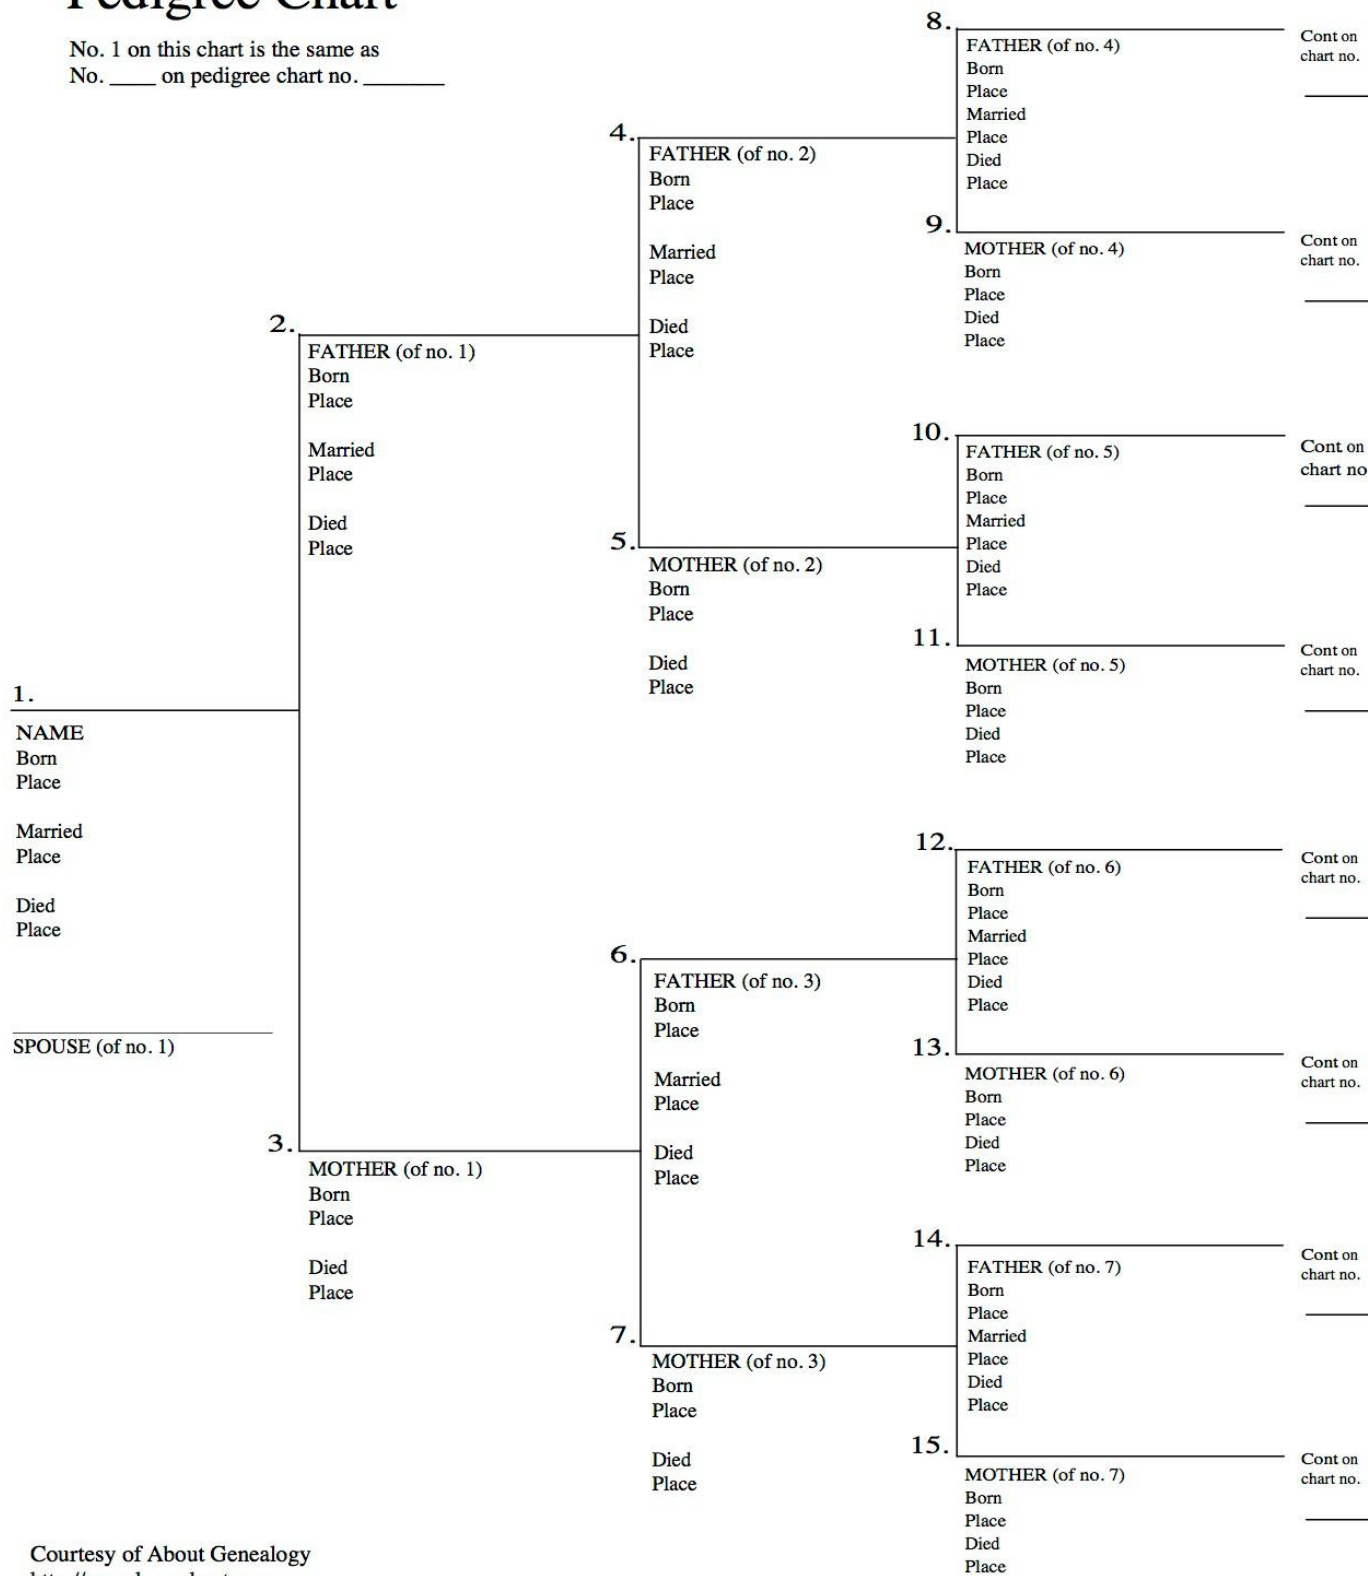 Pedigree Chart
No. 1 on this chart is the same as
No. ____ on pedigree chart no. _______
1.
NAME
Born
Place
Married
Place
Died
Place
SPOUSE (of no. 1)
2.
FATHER (of no. 1)
Born
Place
Married
Place
Died
Place
3.
MOTHER (of no. 1)
Born
Place
Died
Place
4.
FATHER (of no. 2)
Born
Place
Married
Place
Died
Place
5.
MOTHER (of no. 2)
Born
Place
Died
Place
6.
FATHER (of no. 3)
Born
Place
Married
Place
Died
Place
7.
MOTHER (of no. 3)
Born
Place
Died
Place
8.
FATHER (of no. 4)
Born
Place
Married
Place
Died
Place
Cont on
chart no.
9.
MOTHER (of no. 4)
Born
Place
Died
Place
Cont on
chart no.
10.
FATHER (of no. 5)
Born
Place
Married
Place
Died
Place
Cont on
chart no
11.
MOTHER (of no. 5)
Born
Place
Died
Place
Cont on
chart no.
12.
FATHER (of no. 6)
Born
Place
Married
Place
Died
Place
Cont on
chart no.
13.
MOTHER (of no. 6)
Born
Place
Died
Place
Cont on
chart no.
14.
FATHER (of no. 7)
Born
Place
Married
Place
Died
Place
Cont on
chart no.
15.
MOTHER (of no. 7)
Born
Place
Died
Place
Cont on
chart no.
Courtesy of About Genealogy